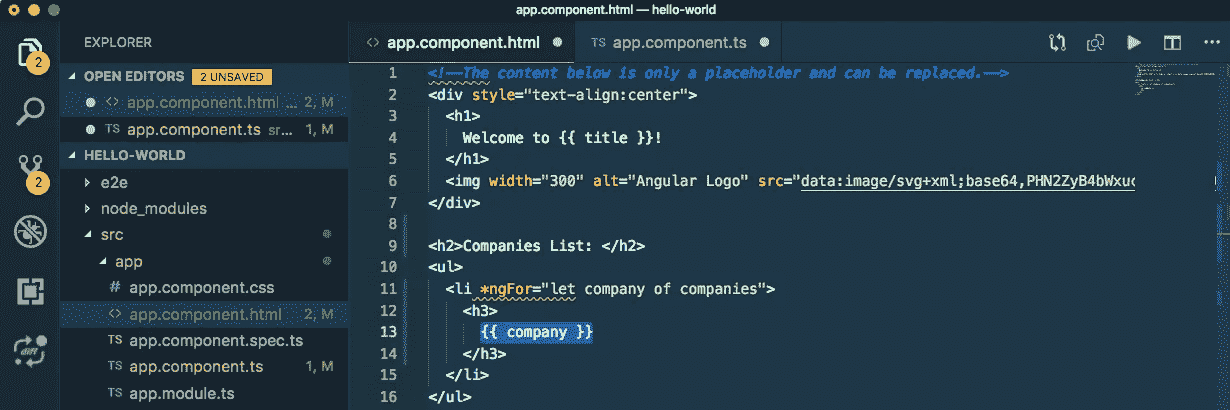 app.component.html — hello-world
EXPLORER
OPEN EDITORS 2 UNSAVED
<> app.component.html ... 2, M
TS app.component.ts sr... 1, M
HELLO-WORLD
e2e
node_modules
src
app
# app.component.css
<> app.component.html 2, M
TS app.component.spec.ts
TS app.component.ts 1, M
TS app.module.ts
2
2
diff
<> app.component.html
TS app.component.ts
1 <!--The content below is only a placeholder and can be replaced.-->
2 <div style="text-align:center">
3 <h1>
4 Welcome to {{ title }}!
5 </h1>
6 <img width="300" alt="Angular Logo" src="data:image/svg+xml;base64,PHN2ZyB4bWxuc
7 </div>
8
9 <h2>Companies List: </h2>
10 <ul>
11 <li *ngFor="let company of companies">
12 <h3>
13 {{ company }}
14 </h3>
15 </li>
16 </ul>